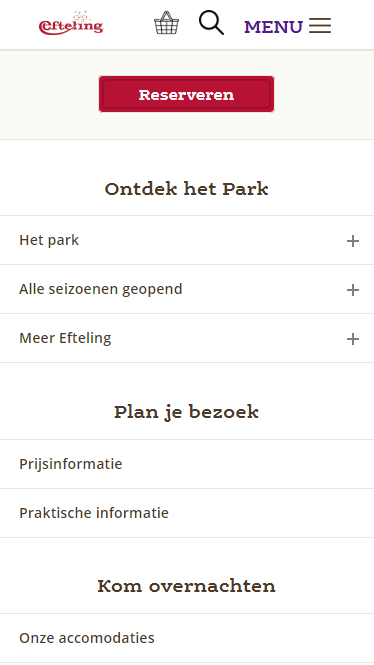 Efteling
MENU
Reserveren
Ontdek het Park
Het park
Alle seizoenen geopend
Meer Efteling
Plan je bezoek
Prijsinformatie
Praktische informatie
Kom overnachten
Onze accomodaties